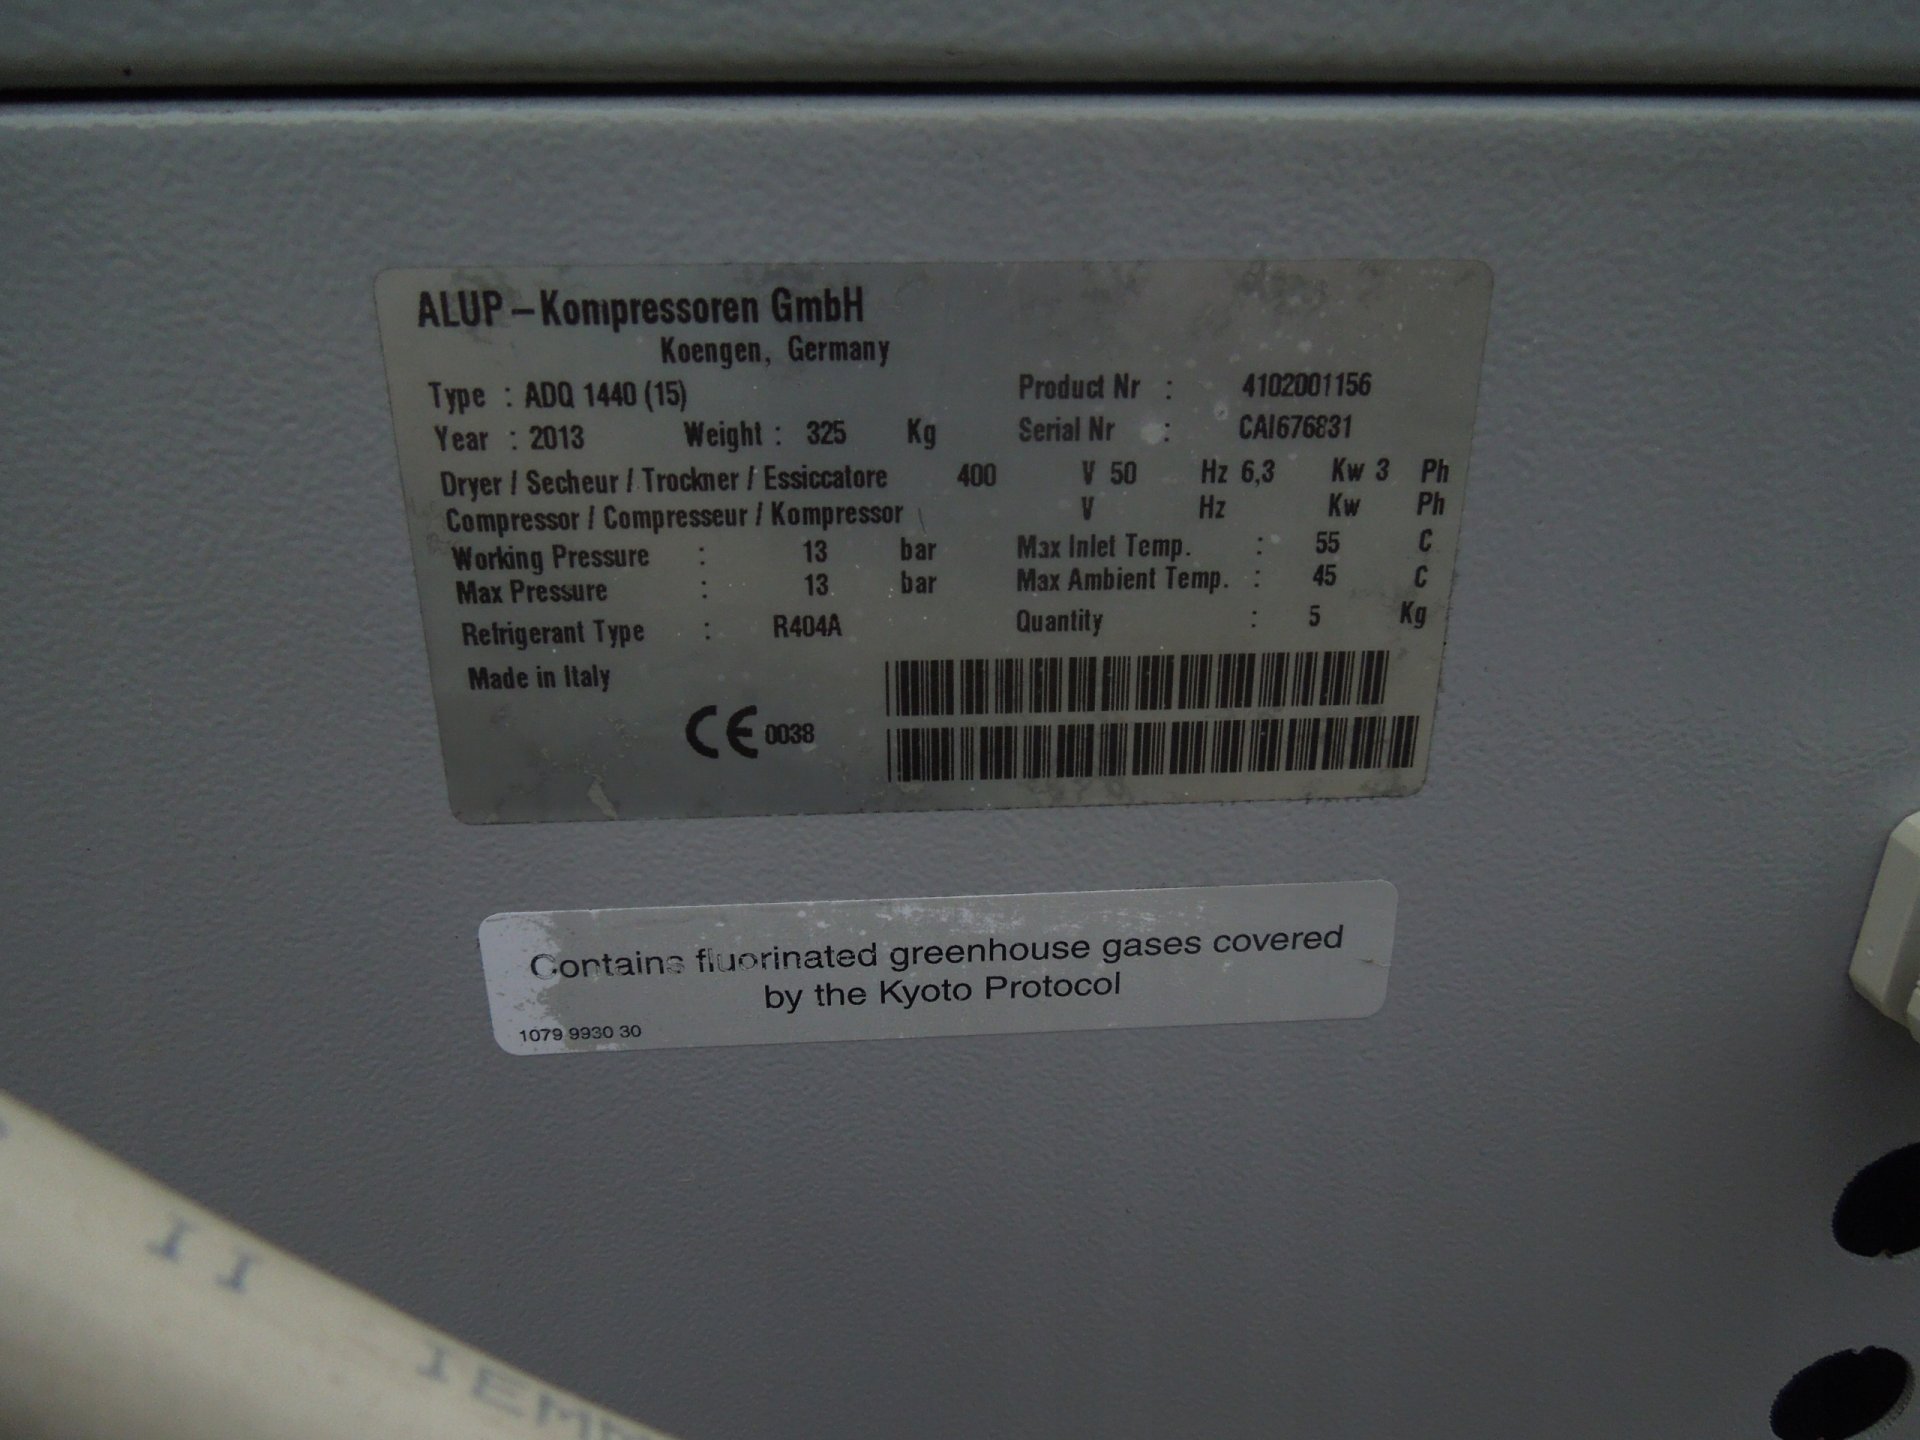 ALUP – Kompressoren GmbH
Koengen, Germany
Type : ADQ 1440 (15) Product Nr : 4102001156
Year : 2013 Weight : 325 Kg Serial Nr : CAI676831
Dryer / Secheur / Trockner / Essiccatore 400 V 50 Hz 6,3 Kw 3 Ph
Compressor / Compresseur / Kompressor V Hz Kw Ph
Working Pressure : 13 bar Max Inlet Temp. : 55 C
Max Pressure : 13 bar Max Ambient Temp. : 45 C
Refrigerant Type : R404A Quantity : 5 Kg
Made in Italy
CE 0038
Contains fluorinated greenhouse gases covered
by the Kyoto Protocol
1079 9930 30